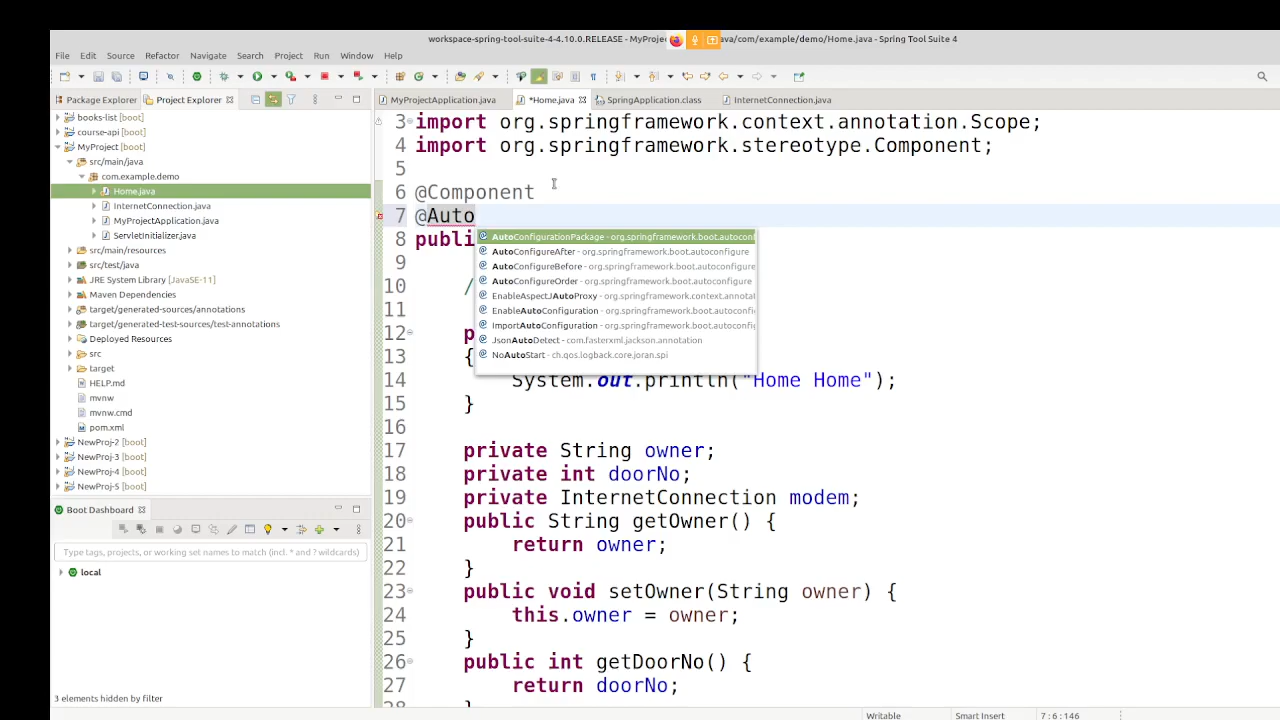 workspace-spring-tool-suite-4-4.10.0.RELEASE - MyProje ava/com/example/demo/Home.java - Spring Tool Suite 4
File Edit Source Refactor Navigate Search Project Run Window Help
Package Explorer Project Explorer
MyProjectApplication.java *Home.java SpringApplication.class InternetConnection.java
books-list [boot]
course-api [boot]
MyProject [boot]
src/main/java
com.example.demo
Home.java
InternetConnection.java
MyProjectApplication.java
ServletInitializer.java
src/main/resources
src/test/java
JRE System Library [JavaSE-11]
Maven Dependencies
target/generated-sources/annotations
target/generated-test-sources/test-annotations
Deployed Resources
src
target
HELP.md
mvnw
mvnw.cmd
pom.xml
NewProj-2 [boot]
NewProj-3 [boot]
NewProj-4 [boot]
NewProj-5 [boot]
Boot Dashboard
Type tags, projects, or working set names to match (incl. * and ? wildcards)
local
3 elements hidden by filter
3 import org.springframework.context.annotation.Scope;
4 import org.springframework.stereotype.Component;
5
6 @Component
7 @Auto
8 publi
9
10 /
11
12 p
13 {
14 System.out.println("Home Home");
15 }
16
17 private String owner;
18 private int doorNo;
19 private InternetConnection modem;
20 public String getOwner() {
21 return owner;
22 }
23 public void setOwner(String owner) {
24 this.owner = owner;
25 }
26 public int getDoorNo() {
27 return doorNo;
28
AutoConfigurationPackage - org.springframework.boot.autoconf
AutoConfigureAfter - org.springframework.boot.autoconfigure
AutoConfigureBefore - org.springframework.boot.autoconfigure
AutoConfigureOrder - org.springframework.boot.autoconfigure
EnableAspectJAutoProxy - org.springframework.context.annotat
EnableAutoConfiguration - org.springframework.boot.autoconfi
ImportAutoConfiguration - org.springframework.boot.autoconfig
JsonAutoDetect - com.fasterxml.jackson.annotation
NoAutoStart - ch.qos.logback.core.joran.spi
Writable Smart Insert 7 : 6 : 146